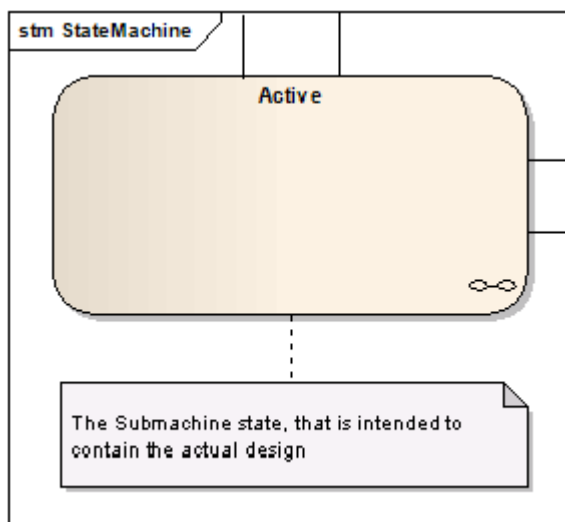 stm StateMachine
Active
The Submachine state, that is intended to
contain the actual design